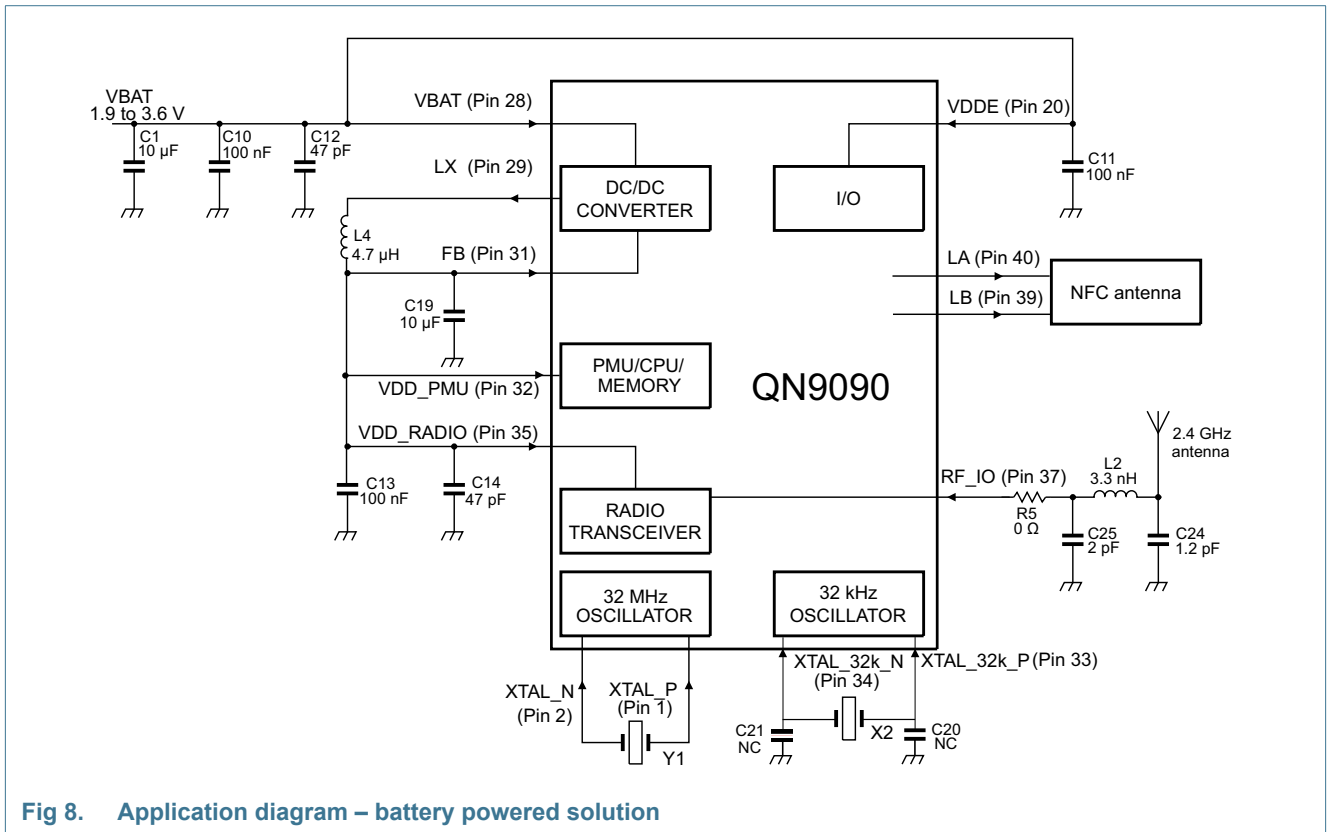 VBAT
1.9 to 3.6 V
C1
10 µF
C10
100 nF
C12
47 pF
VBAT (Pin 28)
VDDE (Pin 20)
C11
100 nF
LX (Pin 29)
DC/DC
CONVERTER
I/O
L4
4.7 µH
FB (Pin 31)
C19
10 µF
LA (Pin 40)
LB (Pin 39)
NFC antenna
PMU/CPU/
MEMORY
VDD_PMU (Pin 32)
QN9090
VDD_RADIO (Pin 35)
C13
100 nF
C14
47 pF
RADIO
TRANSCEIVER
2.4 GHz
antenna
RF_IO (Pin 37)
L2
3.3 nH
R5
0 Ω
C25
2 pF
C24
1.2 pF
32 MHz
OSCILLATOR
32 kHz
OSCILLATOR
XTAL_N
(Pin 2)
XTAL_P
(Pin 1)
Y1
XTAL_32k_N
(Pin 34)
XTAL_32k_P (Pin 33)
C21
NC
X2
C20
NC
Fig 8. Application diagram – battery powered solution